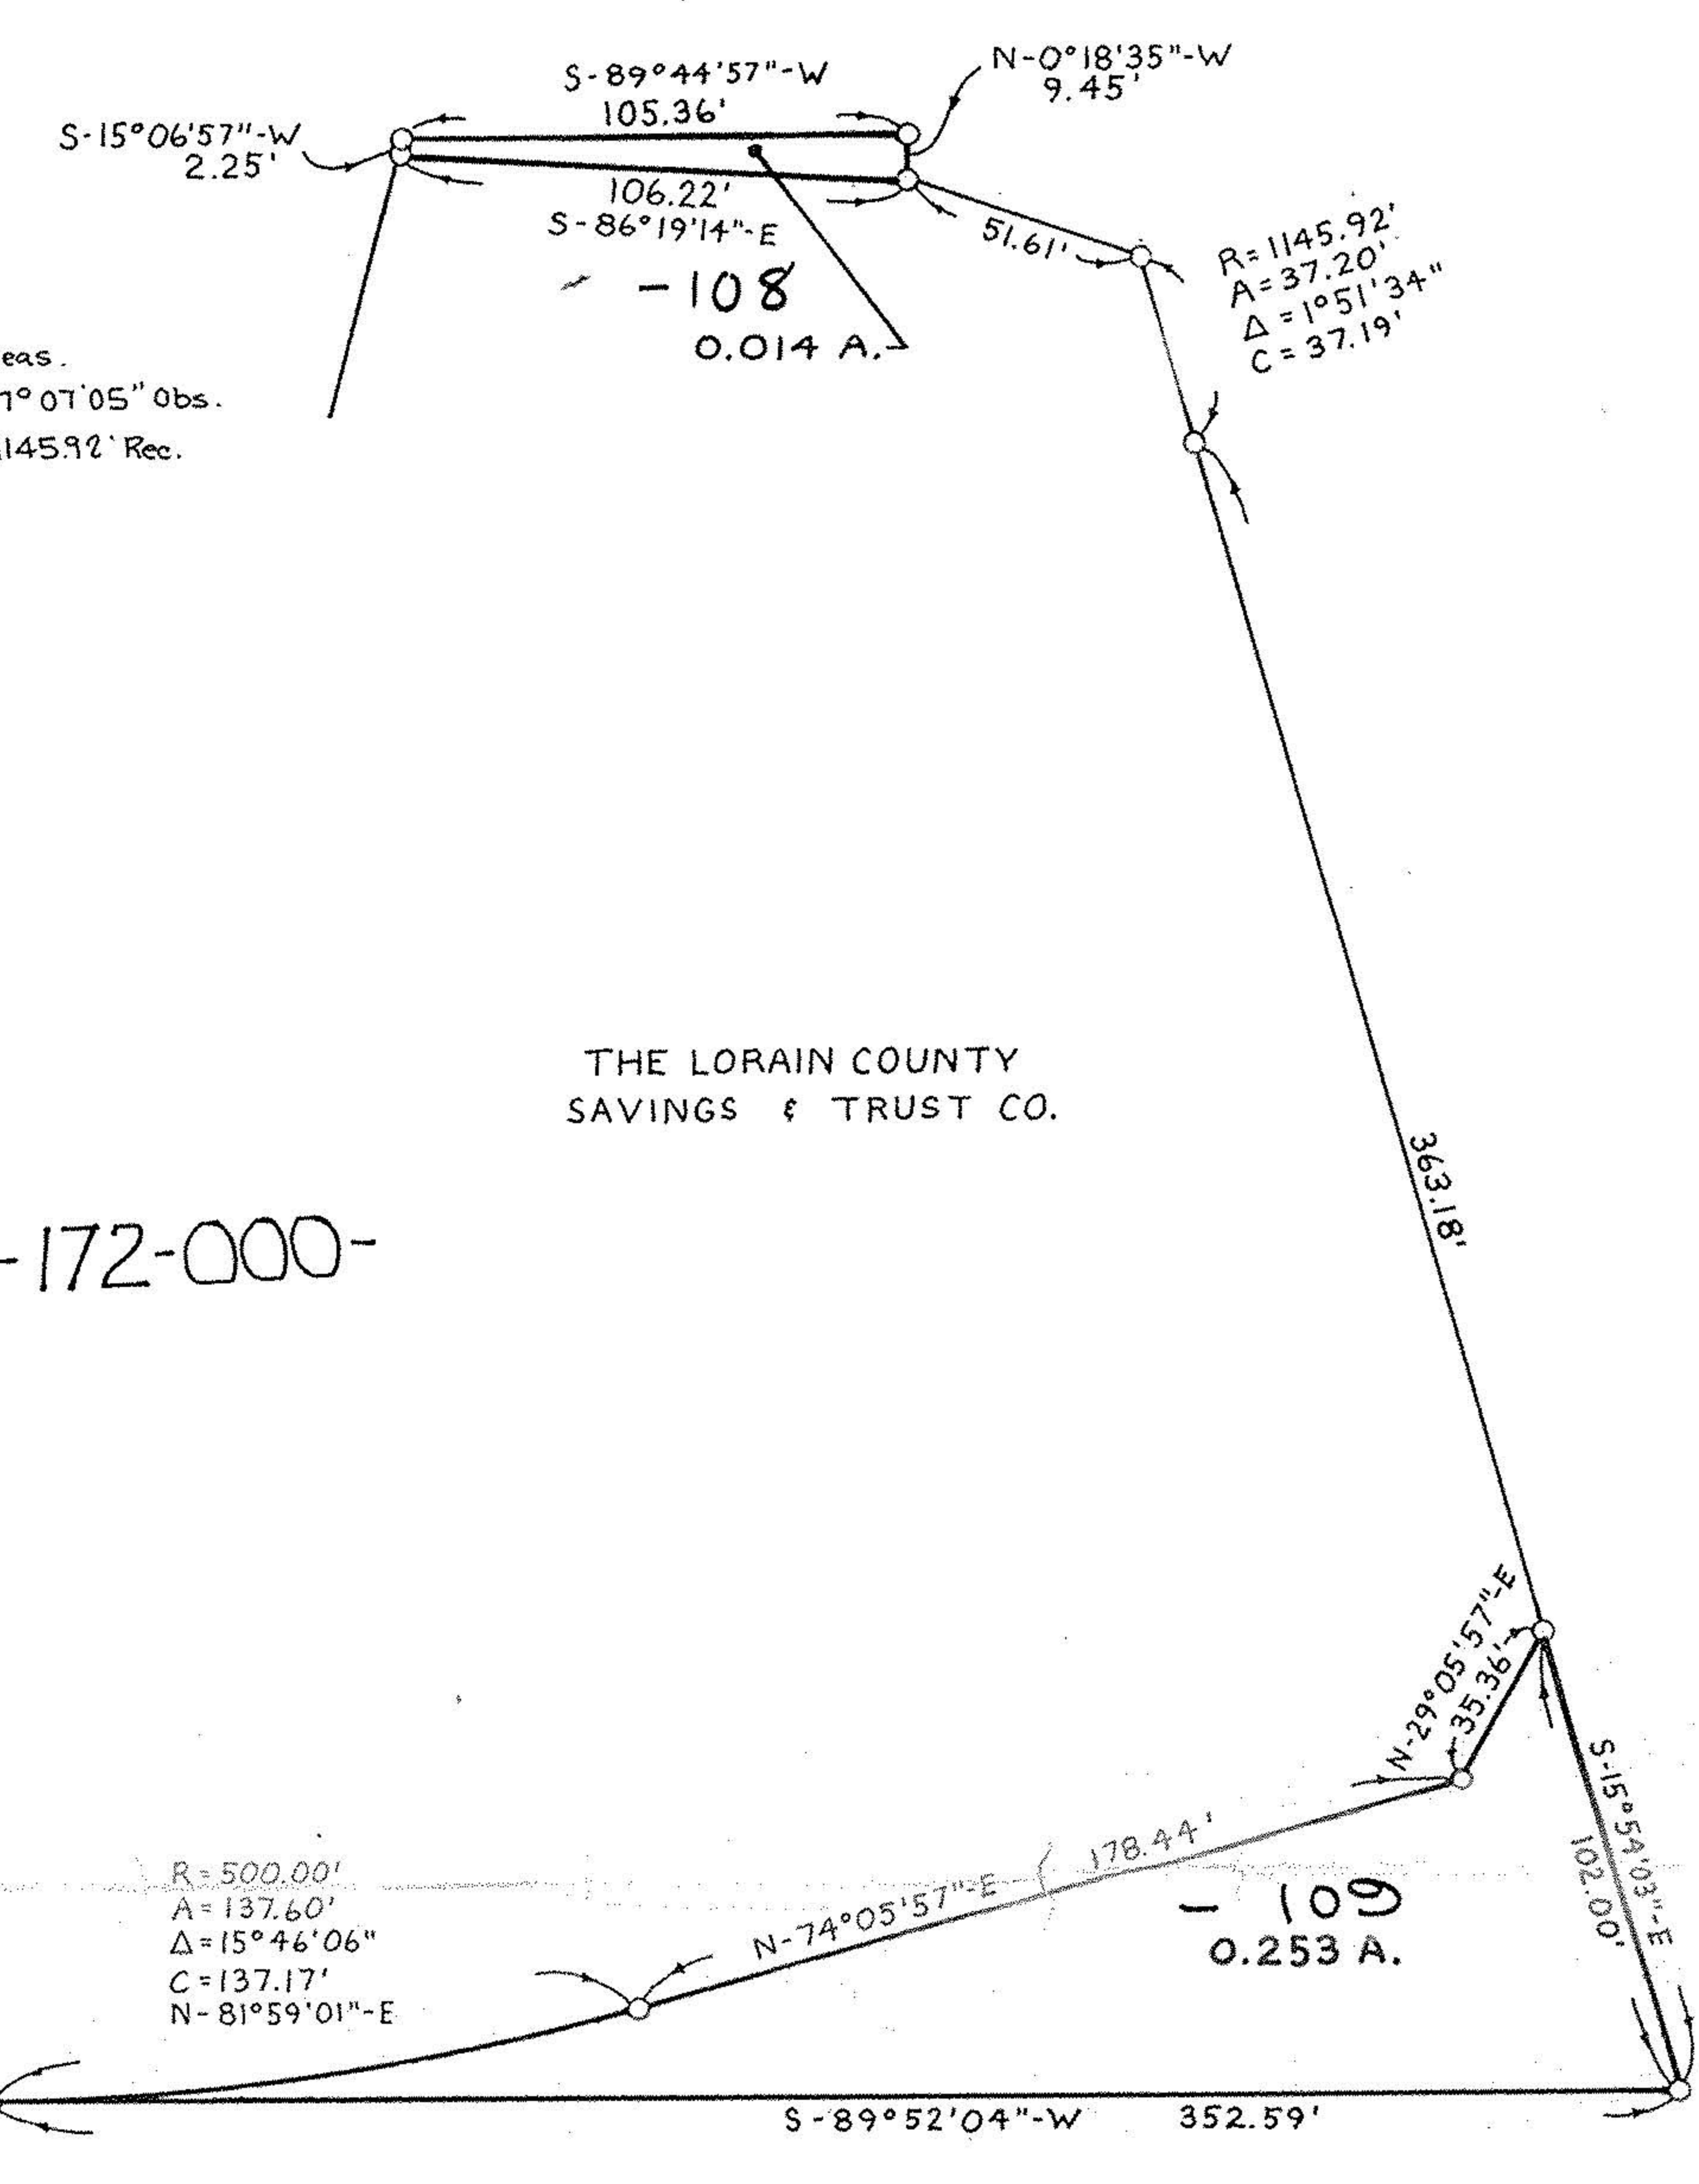 S-89°44'57"-W
105.36'
N-0°18'35"-W
9.45'
S-15°06'57"-W
2.25'
106.22'
S-86°19'14"-E
51.61'
R=1145.92'
A=37.20'
Δ=1°51'34"
C=37.19'
-108
0.014 A.
eas.
7°07'05" Obs.
145.92' Rec.
THE LORAIN COUNTY
SAVINGS & TRUST CO.
363.18'
-172-000-
N-29°05'57"-E
35.36'
S-15°54'03"-E
102.00'
178.44'
N-74°05'57"-E
- 109
0.253 A.
R=500.00'
A=137.60'
Δ=15°46'06"
C=137.17'
N-81°59'01"-E
S-89°52'04"-W 352.59'